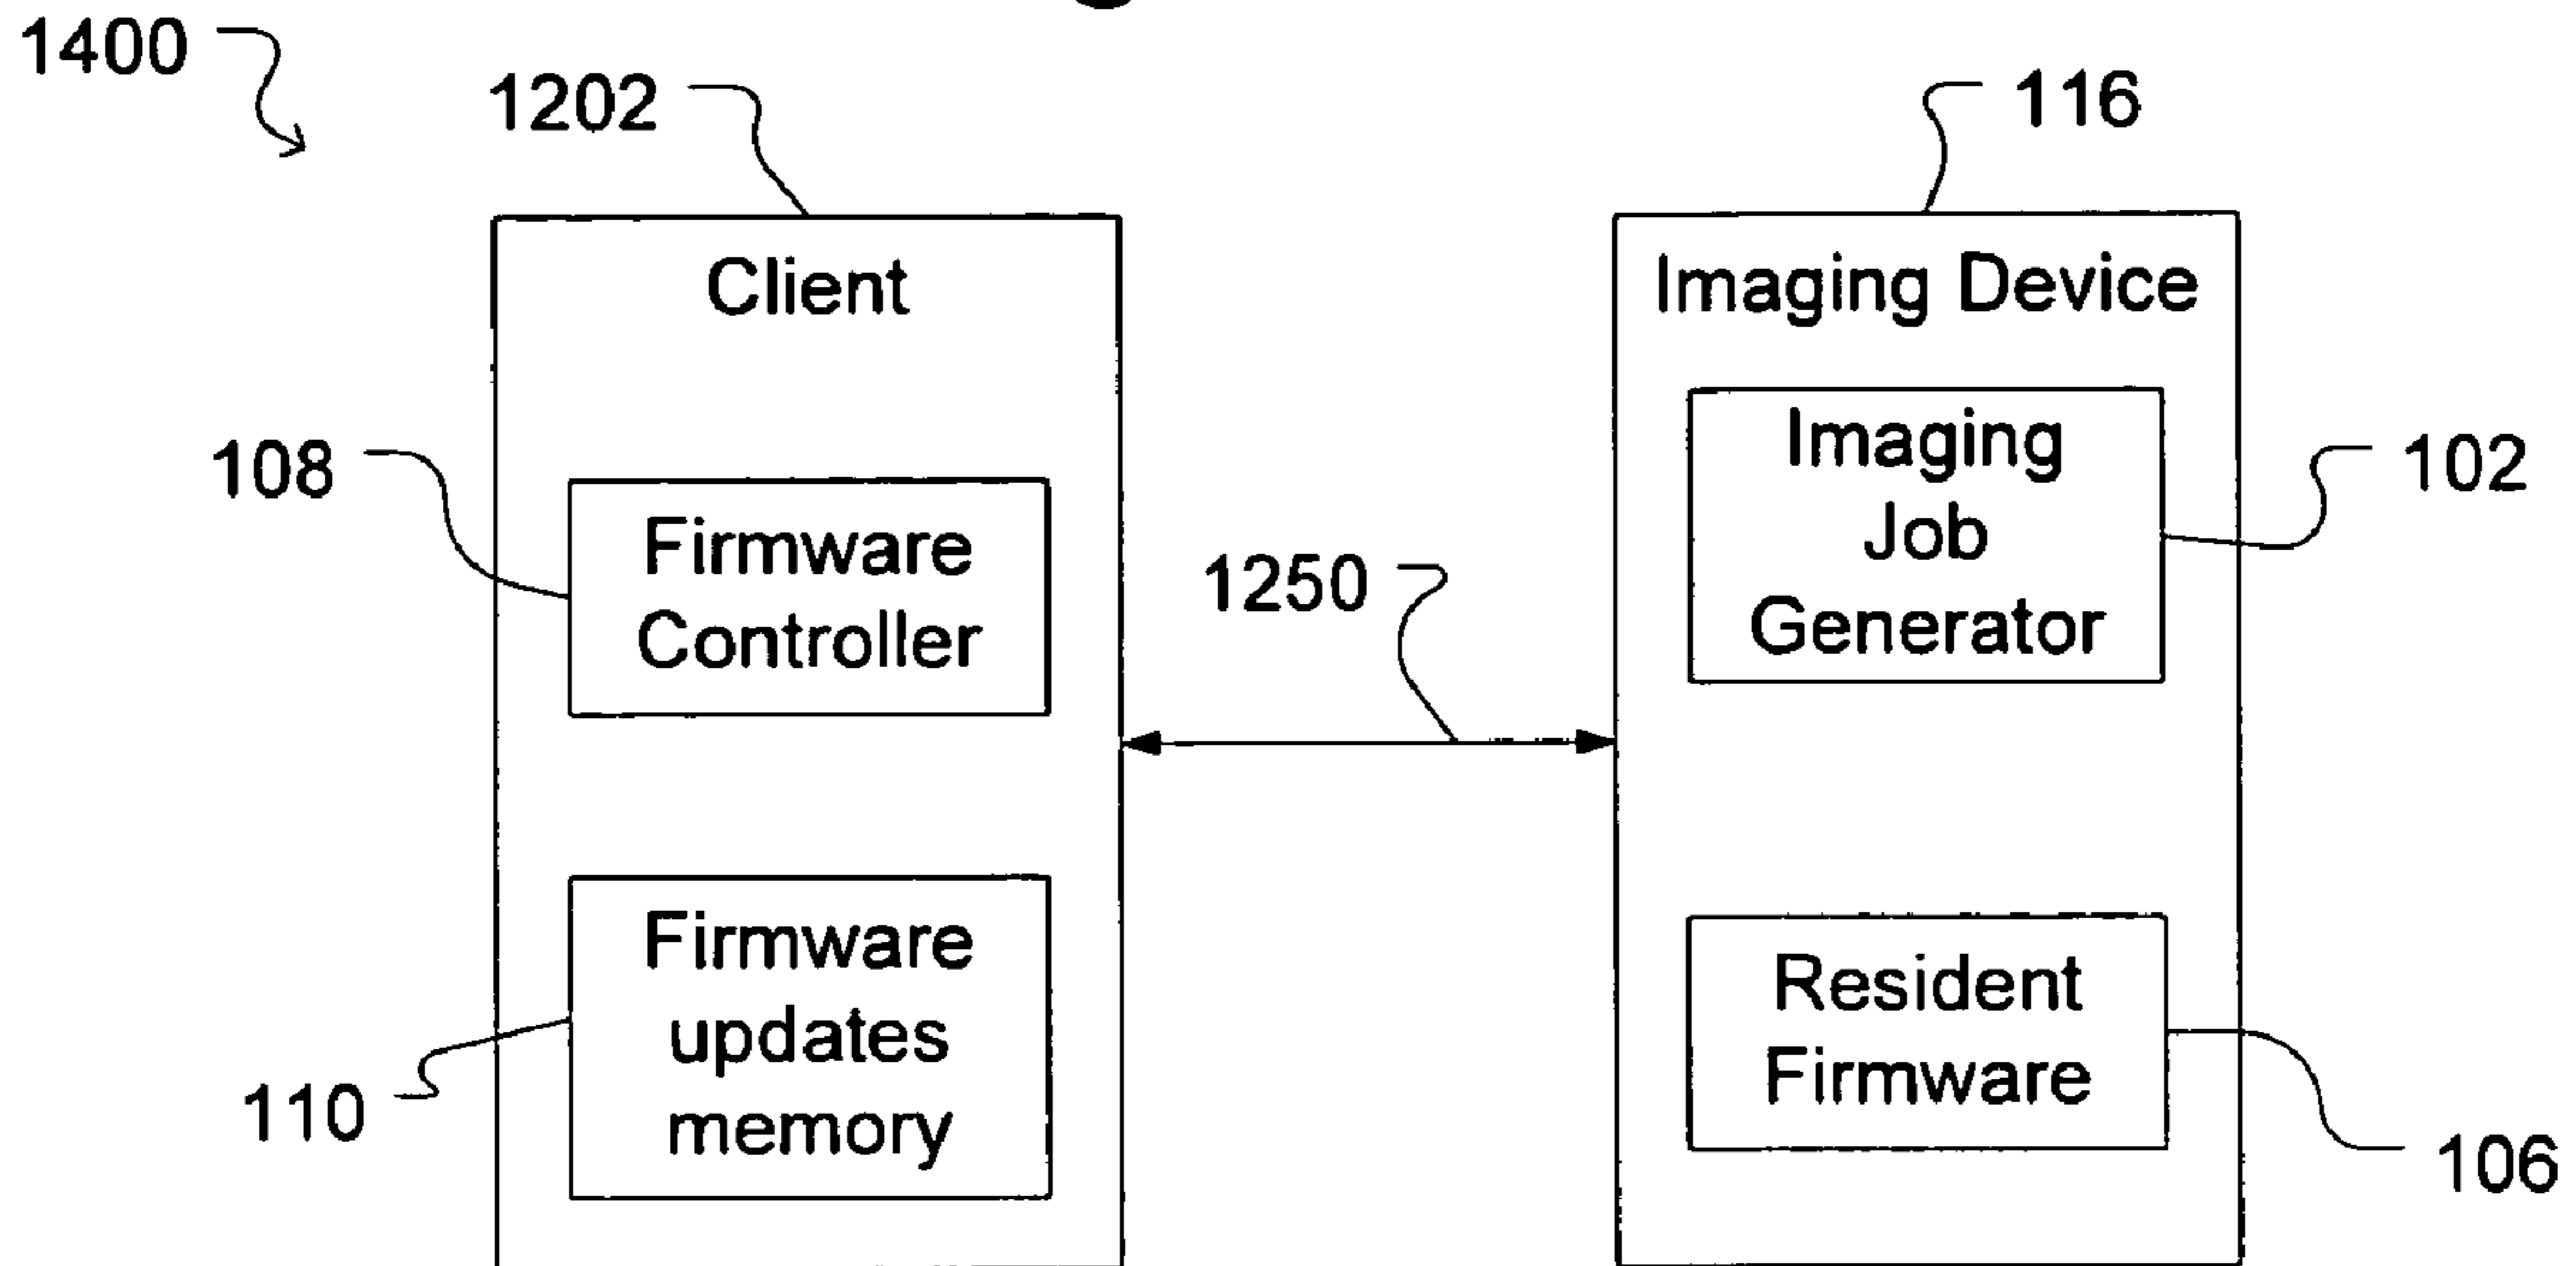 1400
1202
116
Client
Imaging Device
108
Firmware
Controller
Imaging
Job
Generator
102
1250
Firmware
updates
memory
110
Resident
Firmware
106